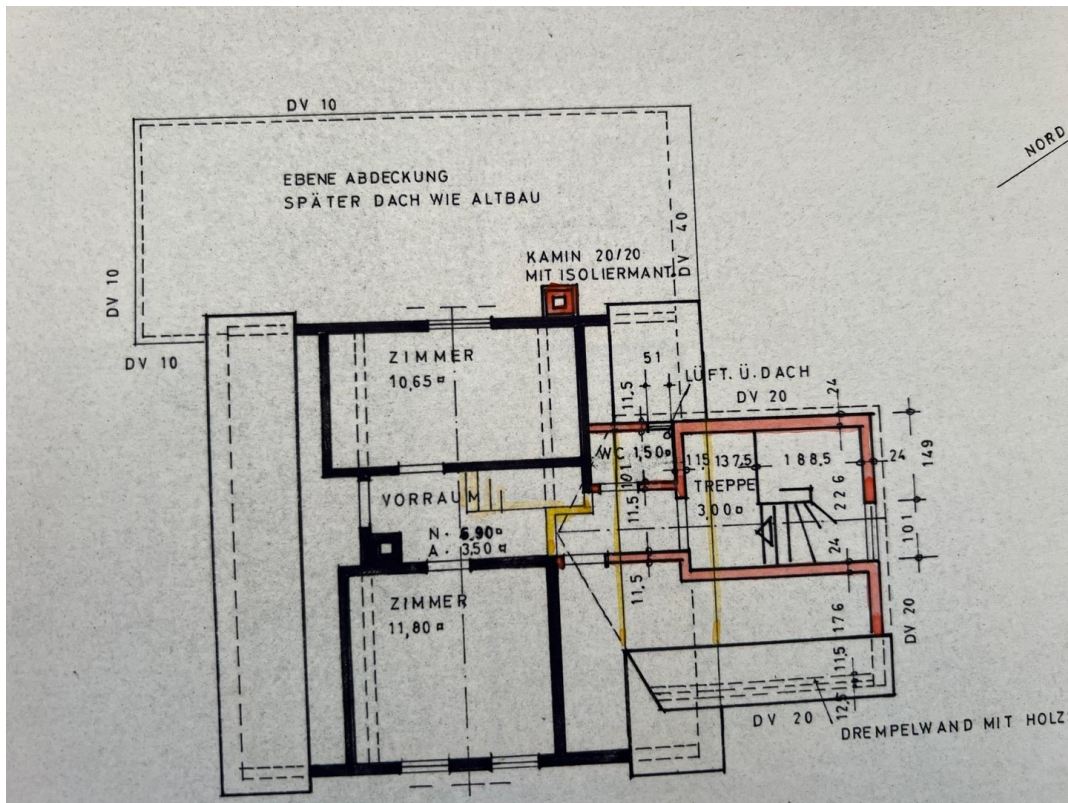 DV 10
NORD
EBENE ABDECKUNG
SPÄTER DACH WIE ALTBAU
DV 40
KAMIN 20/20
MIT ISOLIERMANT.
DV 10
DV 10
ZIMMER
10,65 ¤
51
11,5
LÜFT. Ü. DACH
DV 20
24
WC 1,50 ¤
11,5 137,5
188,5
24
149
TREPPE
3,00 ¤
101
226
VORRAUM
11,5
N. 6,90 ¤
A. 3,50 ¤
24
101
ZIMMER
11,80 ¤
11,5
176
DV 20
11,5
12,5
DV 20
DREMPELWAND MIT HOLZ